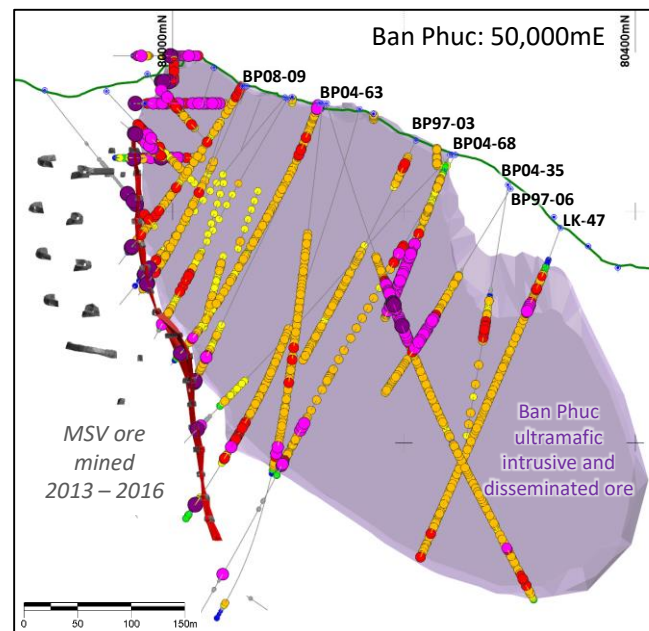 Ban Phuc: 50,000mE
80000mN
80400mN
BP08-09
BP04-63
BP97-03
BP04-68
BP04-35
BP97-06
LK-47
MSV ore
mined
2013 – 2016
Ban Phuc
ultramafic
intrusive and
disseminated ore
0 50 100 150m